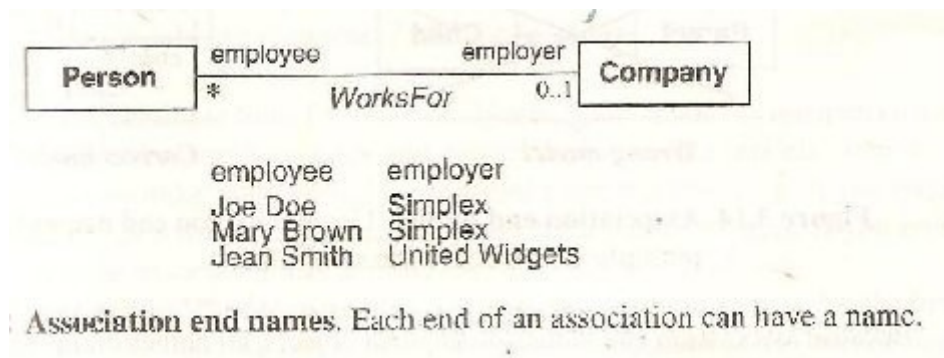 employee employer
Person Company
* WorksFor 0..1
employee employer
Joe Doe Simplex
Mary Brown Simplex
Jean Smith United Widgets
Association end names. Each end of an association can have a name.